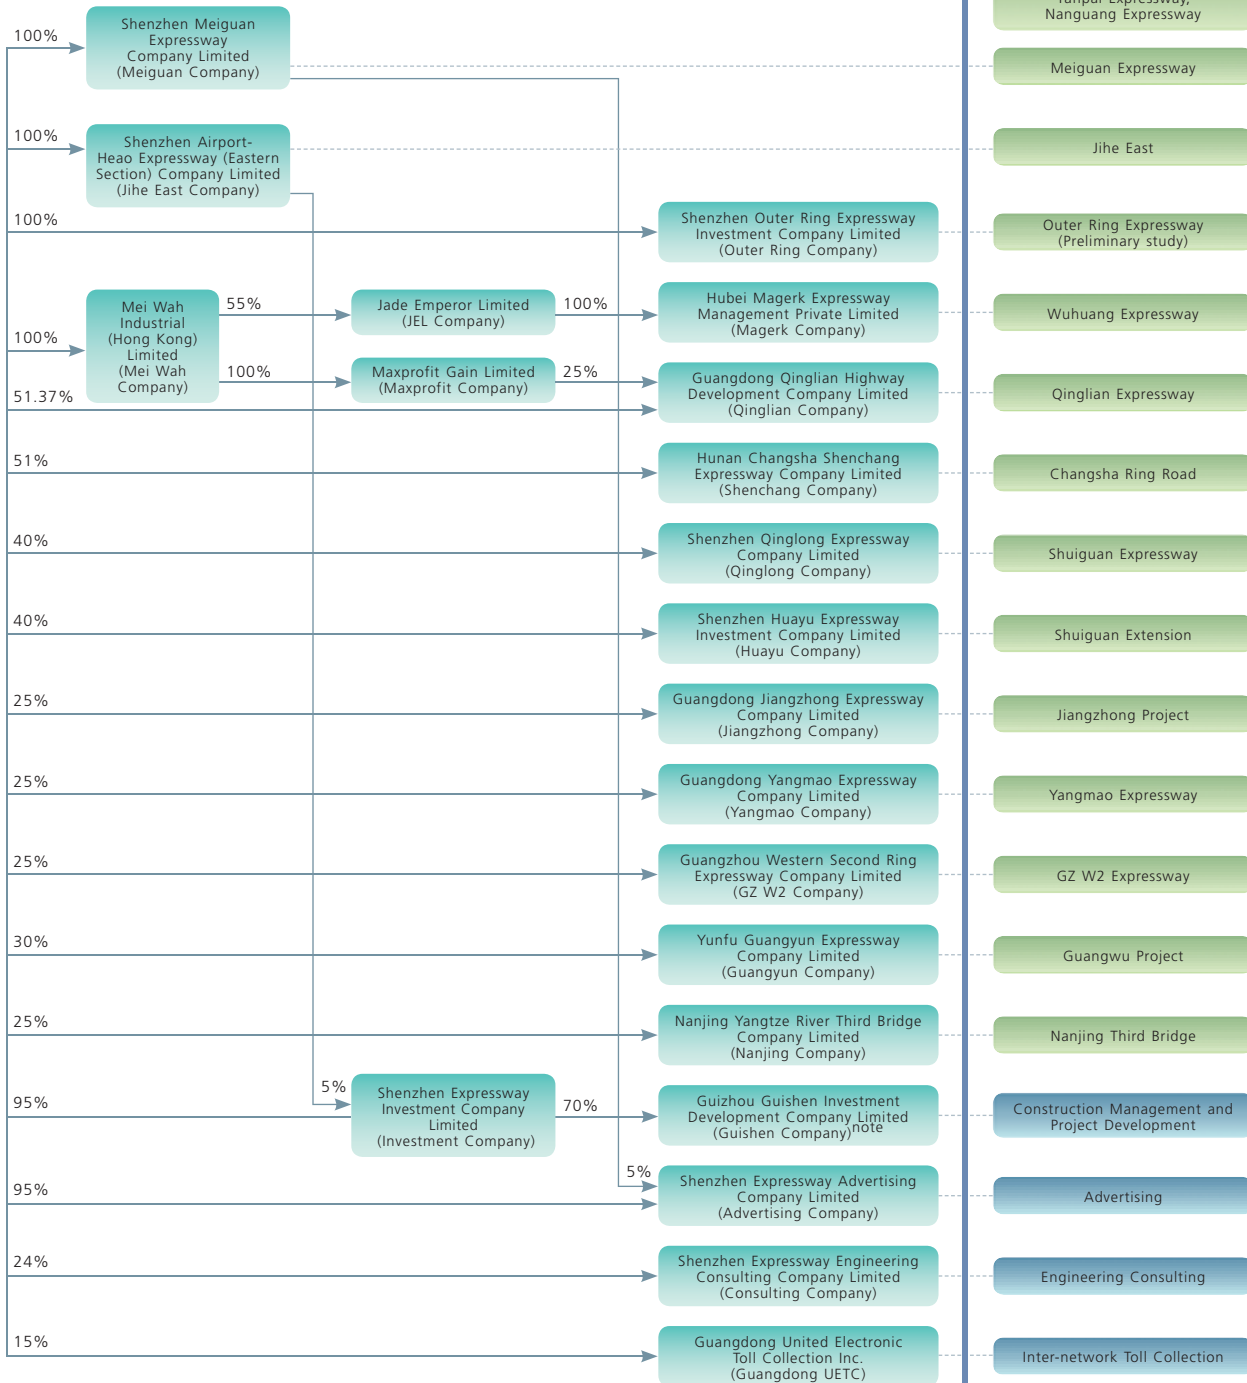 Nanguang Expressway
100%
Shenzhen Meiguan
Expressway
Company Limited
(Meiguan Company)
Meiguan Expressway
100%
Shenzhen Airport-
Heao Expressway (Eastern
Section) Company Limited
(Jihe East Company)
Jihe East
100%
Shenzhen Outer Ring Expressway
Investment Company Limited
(Outer Ring Company)
Outer Ring Expressway
(Preliminary study)
100%
Mei Wah
Industrial
(Hong Kong)
Limited
(Mei Wah
Company)
55%
Jade Emperor Limited
(JEL Company)
100%
Hubei Magerk Expressway
Management Private Limited
(Magerk Company)
Wuhuang Expressway
100%
Maxprofit Gain Limited
(Maxprofit Company)
25%
Guangdong Qinglian Highway
Development Company Limited
(Qinglian Company)
Qinglian Expressway
51.37%
51%
Hunan Changsha Shenchang
Expressway Company Limited
(Shenchang Company)
Changsha Ring Road
40%
Shenzhen Qinglong Expressway
Company Limited
(Qinglong Company)
Shuiguan Expressway
40%
Shenzhen Huayu Expressway
Investment Company Limited
(Huayu Company)
Shuiguan Extension
25%
Guangdong Jiangzhong Expressway
Company Limited
(Jiangzhong Company)
Jiangzhong Project
25%
Guangdong Yangmao Expressway
Company Limited
(Yangmao Company)
Yangmao Expressway
25%
Guangzhou Western Second Ring
Expressway Company Limited
(GZ W2 Company)
GZ W2 Expressway
30%
Yunfu Guangyun Expressway
Company Limited
(Guangyun Company)
Guangwu Project
25%
Nanjing Yangtze River Third Bridge
Company Limited
(Nanjing Company)
Nanjing Third Bridge
95%
5%
Shenzhen Expressway
Investment Company
Limited
(Investment Company)
70%
Guizhou Guishen Investment
Development Company Limited
(Guishen Company)note
Construction Management and
Project Development
95%
5%
Shenzhen Expressway Advertising
Company Limited
(Advertising Company)
Advertising
24%
Shenzhen Expressway Engineering
Consulting Company Limited
(Consulting Company)
Engineering Consulting
15%
Guangdong United Electronic
Toll Collection Inc.
(Guangdong UETC)
Inter-network Toll Collection